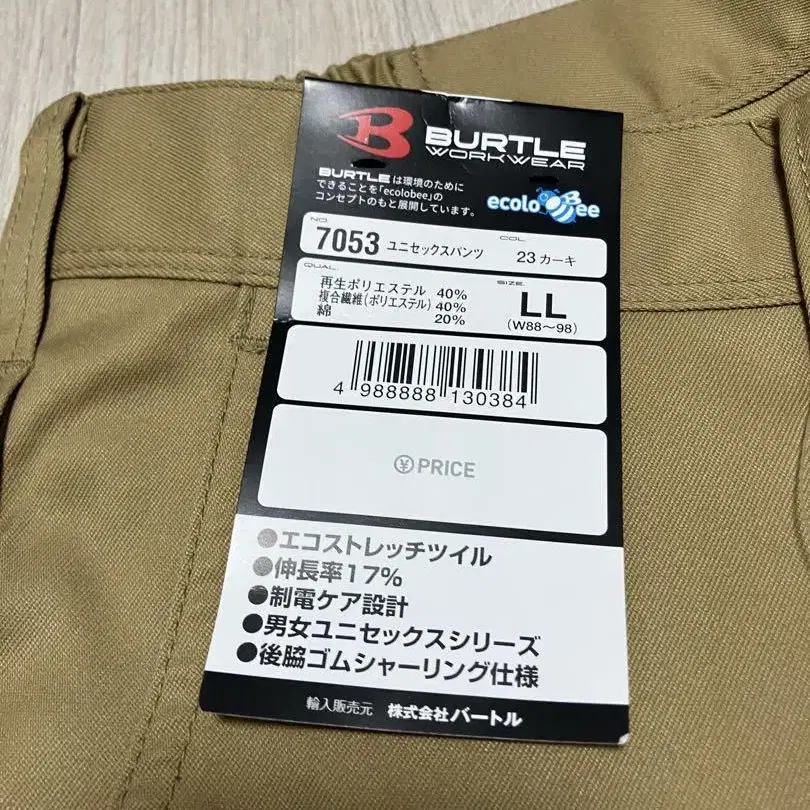 BURTLE
WORKWEAR
BURTLEは環境のために
できることを「ecolobee」の
コンセプトのもと展開しています。
ecolobee
NO.
7053 ユニセックスパンツ
COL.
23 カーキ
QUAL.
再生ポリエステル 40%
複合繊維(ポリエステル) 40%
綿 20%
SIZE.
LL
(W88〜98)
4 988888 130384
¥ PRICE
●エコストレッチツイル
●伸長率17%
●制電ケア設計
●男女ユニセックスシリーズ
●後脇ゴムシャーリング仕様
輸入販売元 株式会社バートル